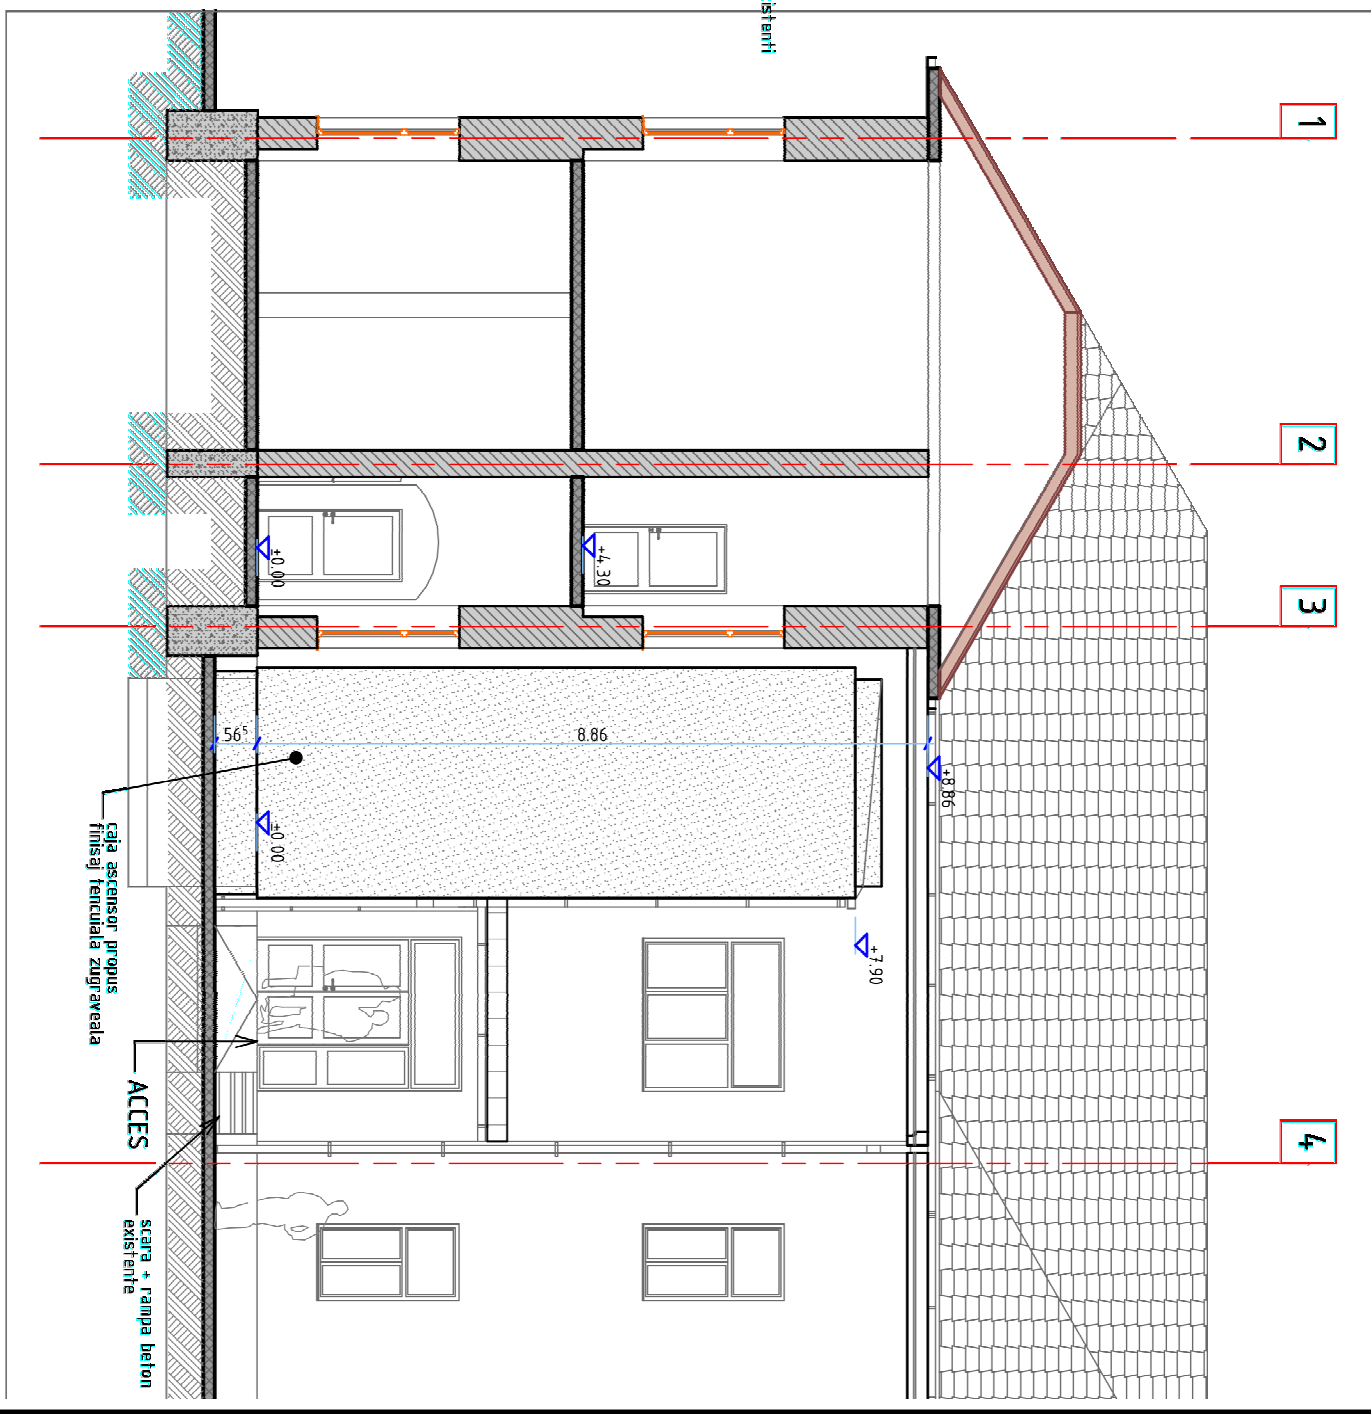 istenti
1
2
3
4
±0.00
+4.30
56⁵
8.86
+8.86
±0.00
+7.90
caja ascensor propus
finisaj tencuiala zugraveala
ACCES
scara + rampa beton
existente